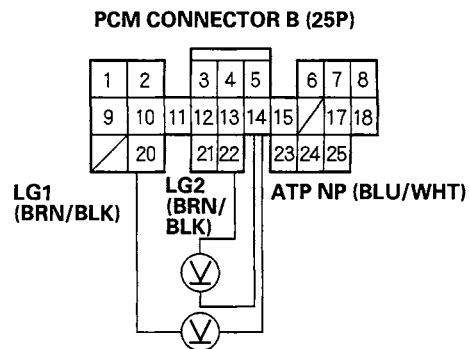 PCM CONNECTOR B (25P)
1 2 3 4 5 6 7 8
9 10 11 12 13 14 15 17 18
20 21 22 23 24 25
LG1
(BRN/BLK)
LG2
(BRN/
BLK)
ATP NP (BLU/WHT)
V
V